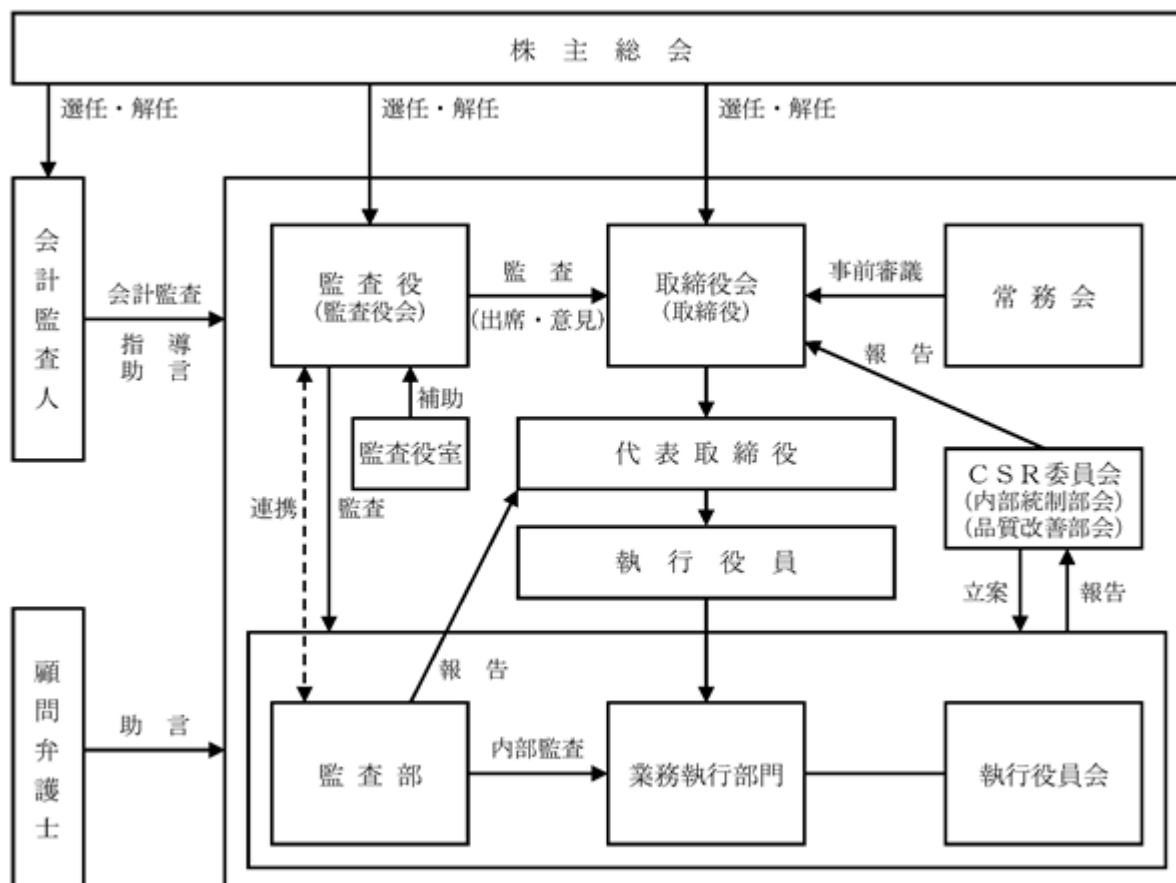 株主総会
選任・解任
選任・解任
選任・解任
会計監査人
会計監査
指導
助言
監査役
(監査役会)
監査
(出席・意見)
取締役会
(取締役)
事前審議
常務会
報告
補助
監査役室
代表取締役
CSR委員会
(内部統制部会)
(品質改善部会)
連携
監査
執行役員
立案
報告
顧問弁護士
助言
報告
監査部
内部監査
業務執行部門
執行役員会